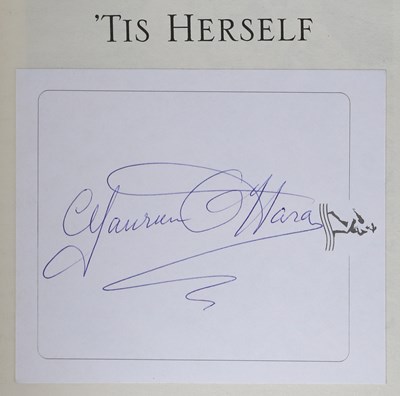 'TIS HERSELF
Maureen O'Hara